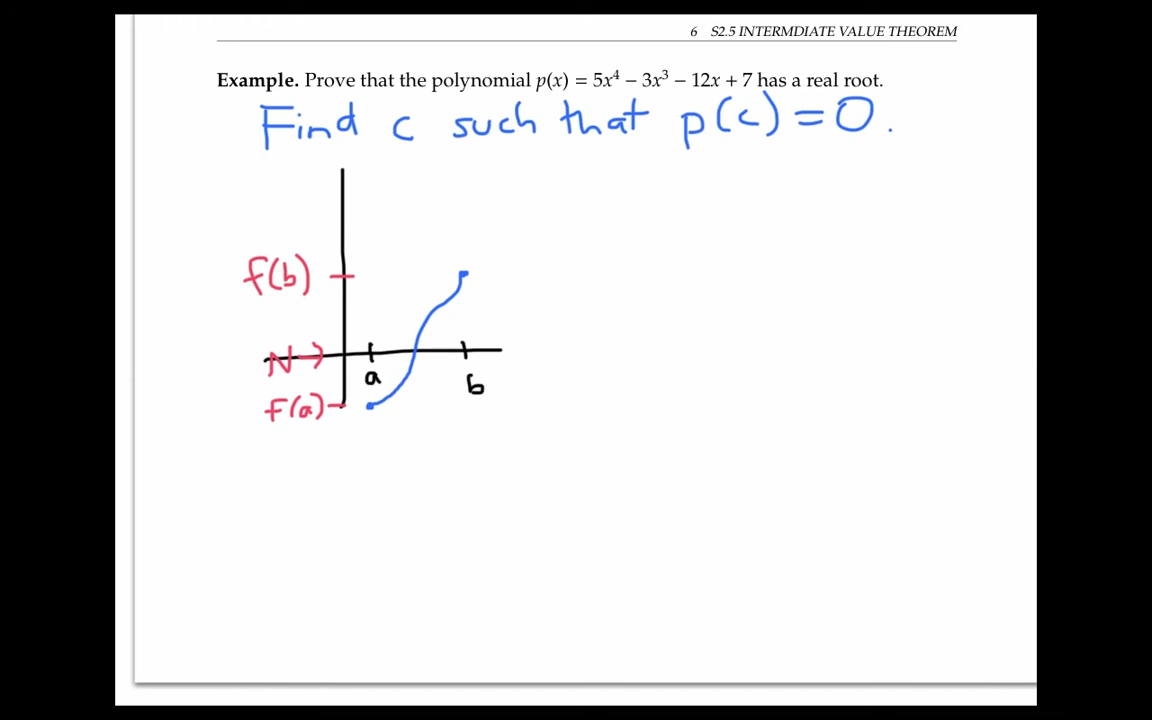 6 S2.5 INTERMDIATE VALUE THEOREM
Example. Prove that the polynomial p(x) = 5x⁴ − 3x³ − 12x + 7 has a real root.
Find c such that p(c) = 0.
f(b)
N →
a
b
f(a)